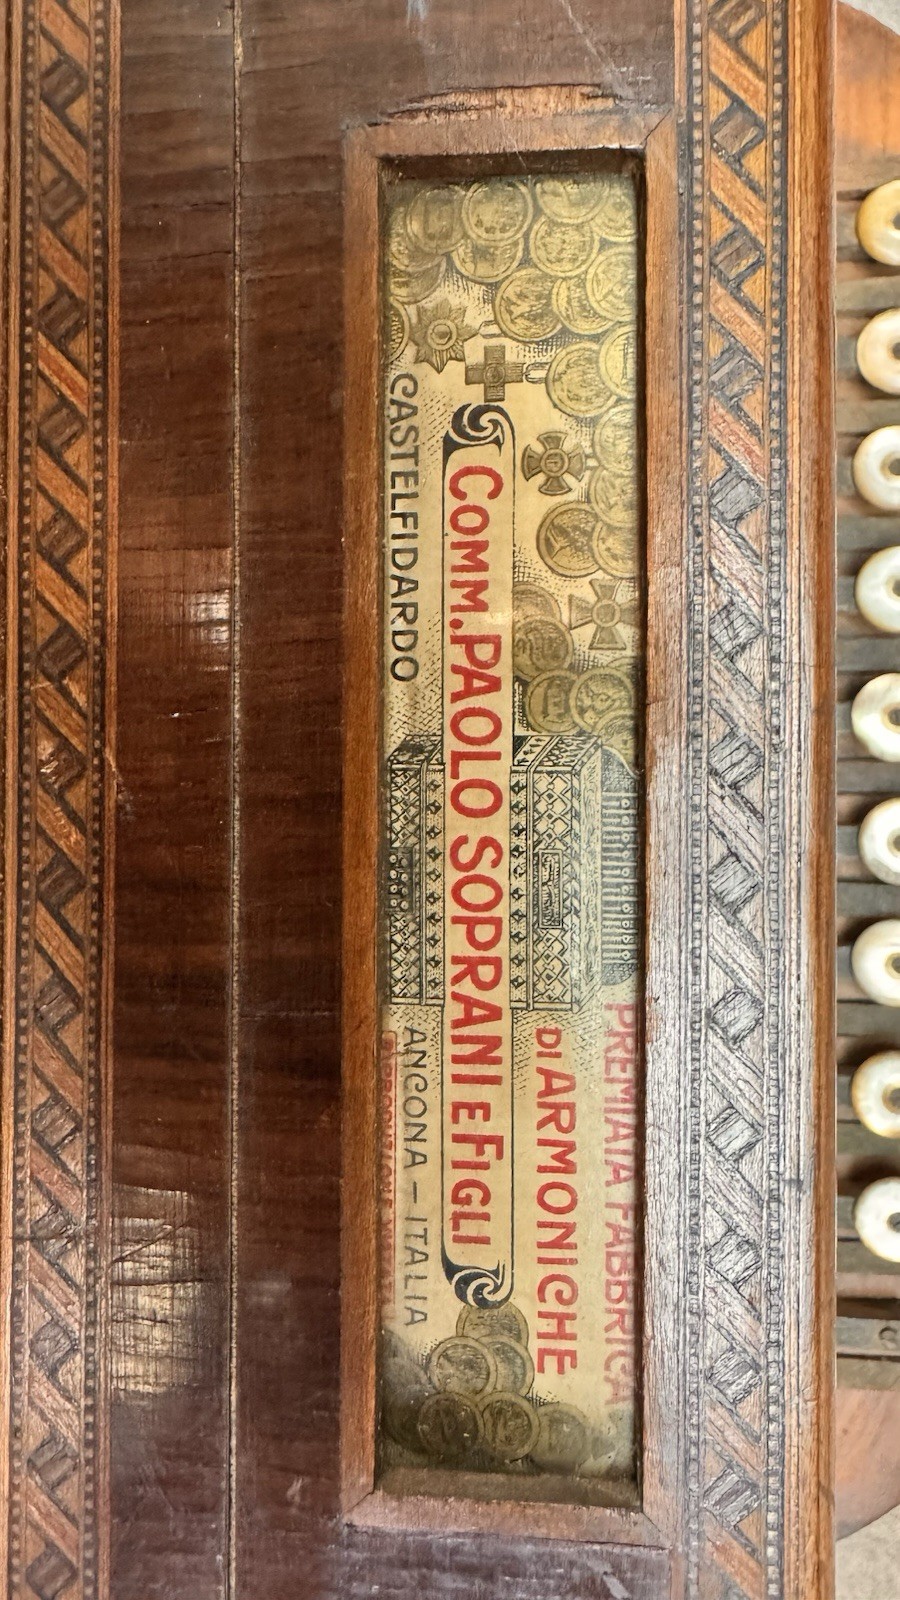 PREMIATA FABBRICA
DI ARMONICHE
COMM. PAOLO SOPRANI E FIGLI
CASTELFIDARDO
ANCONA – ITALIA